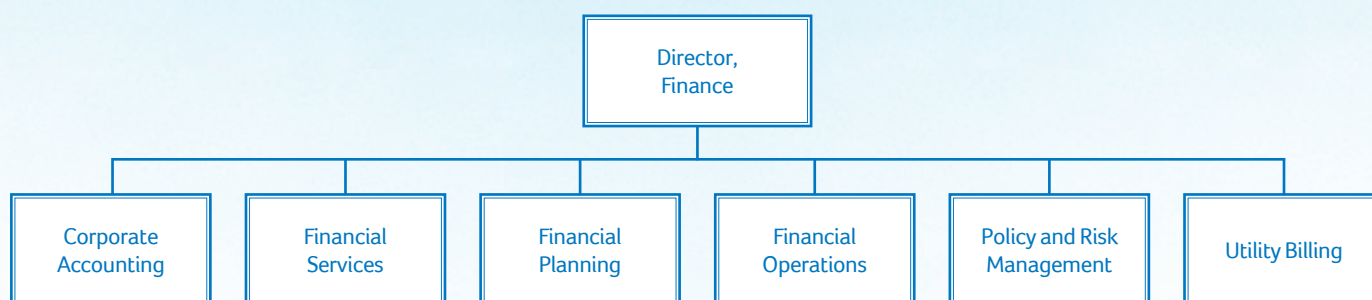 Director,
Finance
Corporate
Accounting
Financial
Services
Financial
Planning
Financial
Operations
Policy and Risk
Management
Utility Billing